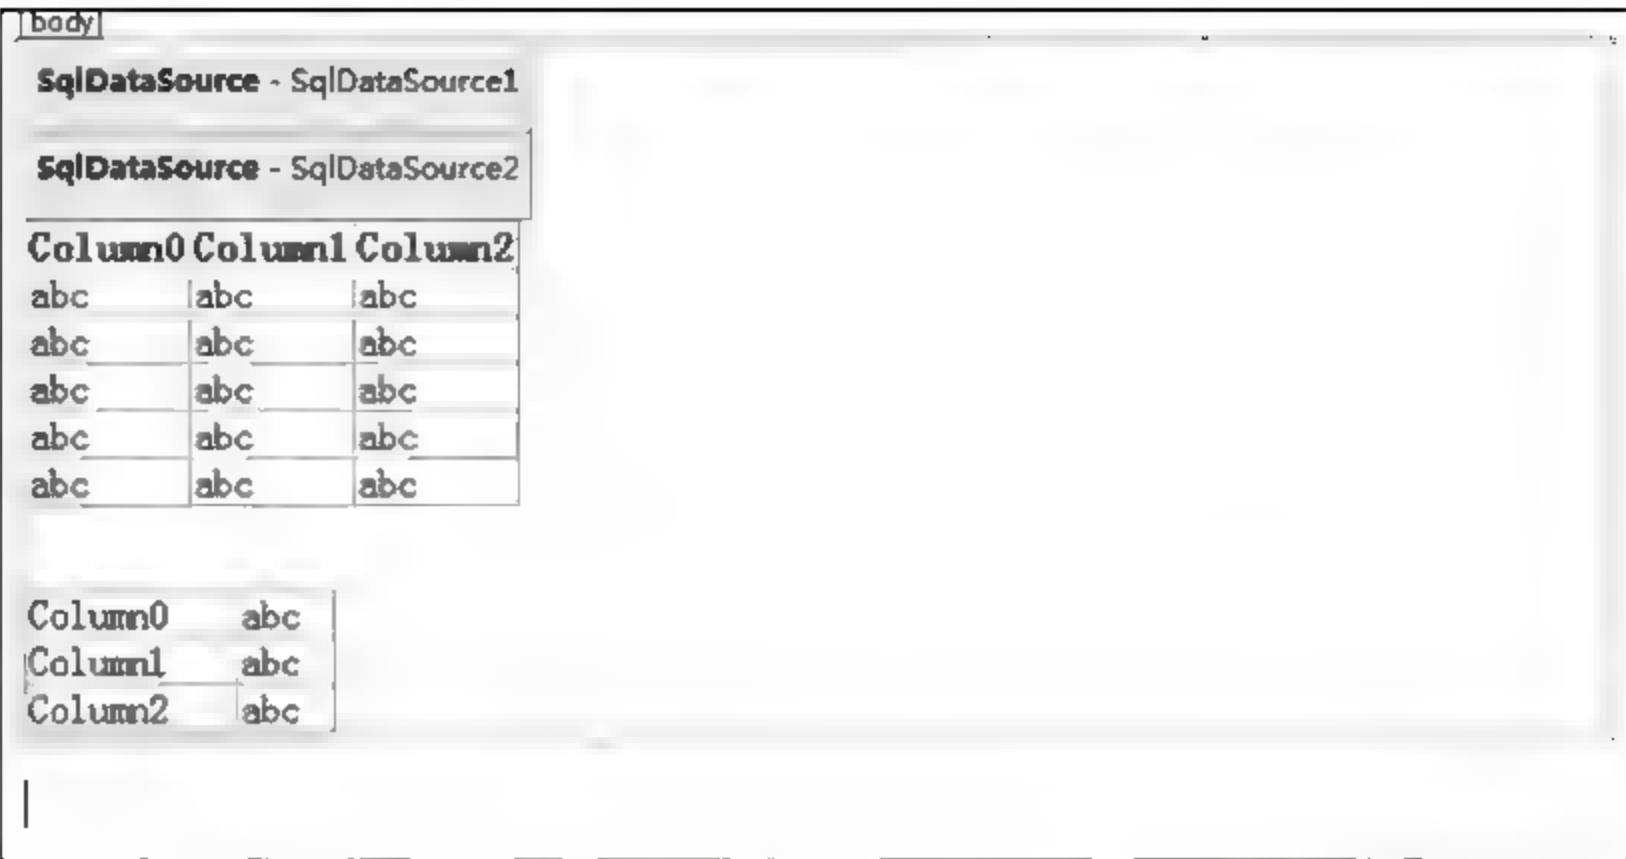 body
SqlDataSource - SqlDataSource1
SqlDataSource - SqlDataSource2
Column0 Column1 Column2
abc abc abc
abc abc abc
abc abc abc
abc abc abc
abc abc abc
Column0 abc
Column1 abc
Column2 abc